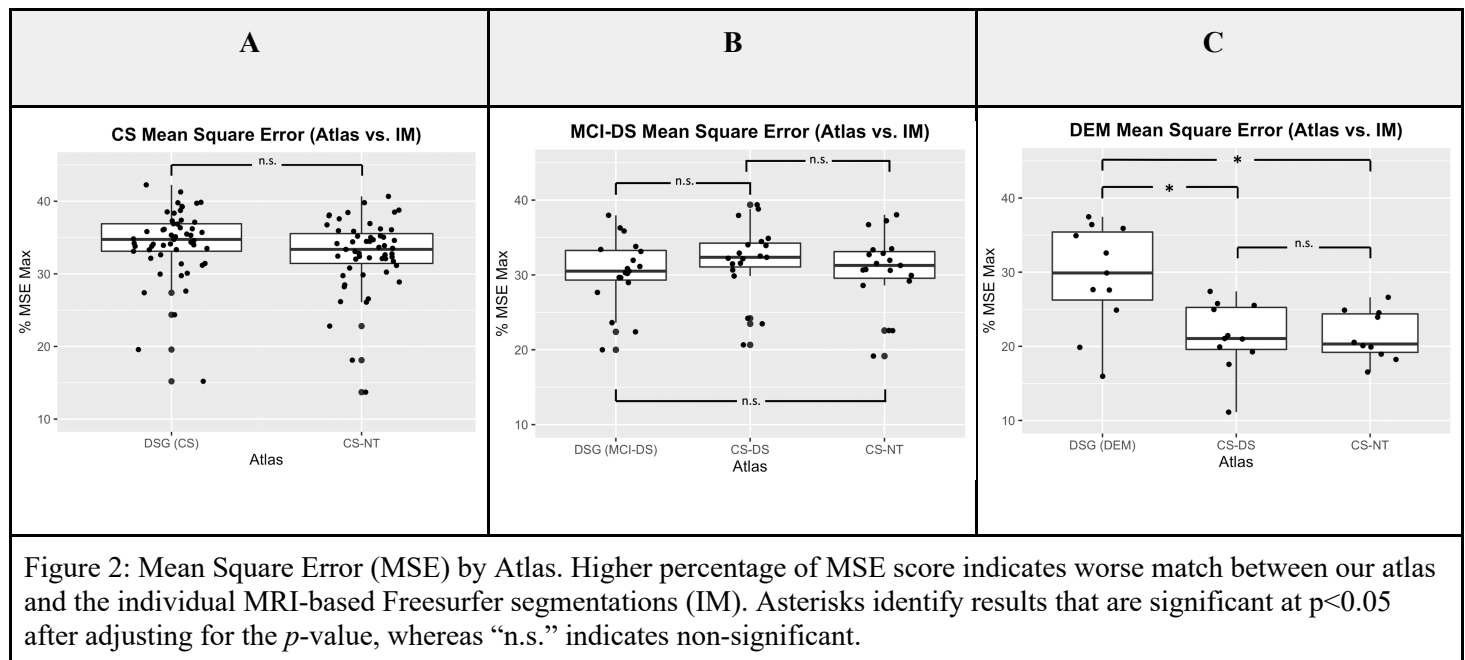 A
B
C
CS Mean Square Error (Atlas vs. IM)
n.s.
% MSE Max
40
30
20
10
DSG (CS)
CS-NT
Atlas
MCI-DS Mean Square Error (Atlas vs. IM)
n.s.
n.s.
n.s.
% MSE Max
40
30
20
10
DSG (MCI-DS)
CS-DS
CS-NT
Atlas
DEM Mean Square Error (Atlas vs. IM)
*
*
n.s.
% MSE Max
40
30
20
10
DSG (DEM)
CS-DS
CS-NT
Atlas
Figure 2: Mean Square Error (MSE) by Atlas. Higher percentage of MSE score indicates worse match between our atlas
and the individual MRI-based Freesurfer segmentations (IM). Asterisks identify results that are significant at p<0.05
after adjusting for the p-value, whereas “n.s.” indicates non-significant.